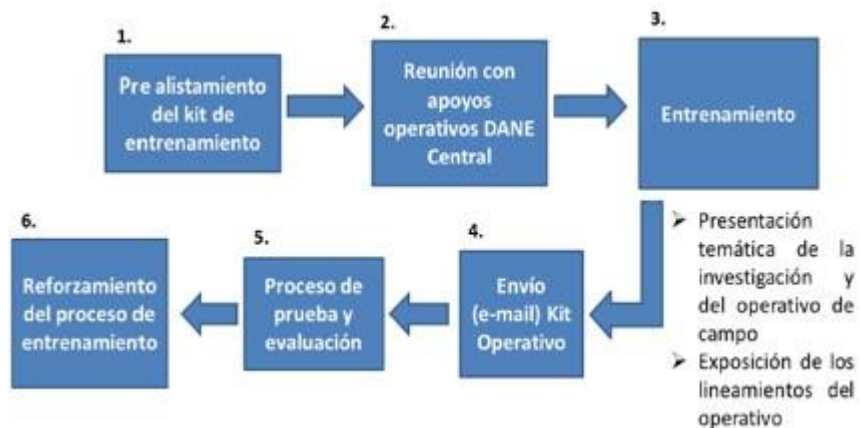 1.
Pre alistamiento
del kit de
entrenamiento
2.
Reunión con
apoyos
operativos DANE
Central
3.
Entrenamiento
➢ Presentación
temática de la
investigación y
del operativo de
campo
➢ Exposición de los
lineamientos del
operativo
4.
Envío
(e-mail) Kit
Operativo
5.
Proceso de
prueba y
evaluación
6.
Reforzamiento
del proceso de
entrenamiento